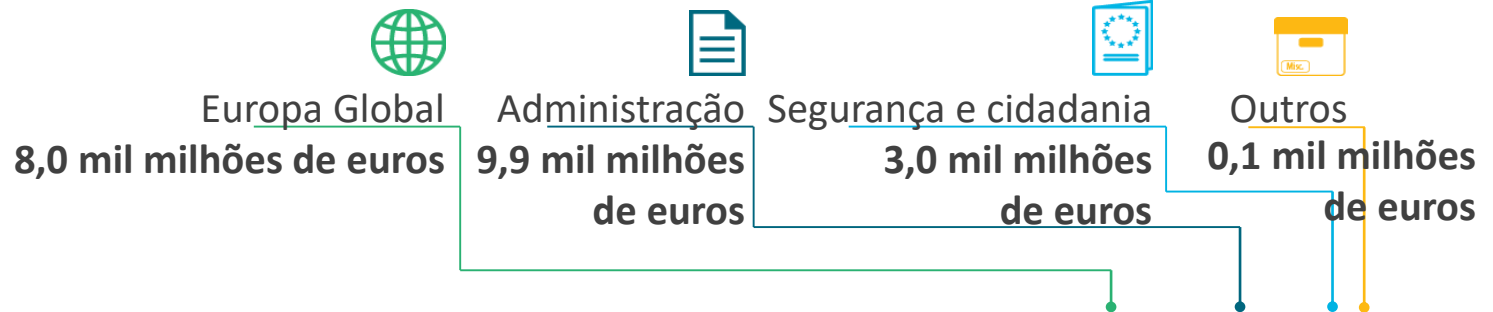 Misc.
Europa Global
8,0 mil milhões de euros
Administração
9,9 mil milhões
de euros
Segurança e cidadania
3,0 mil milhões
de euros
Outros
0,1 mil milhões
de euros